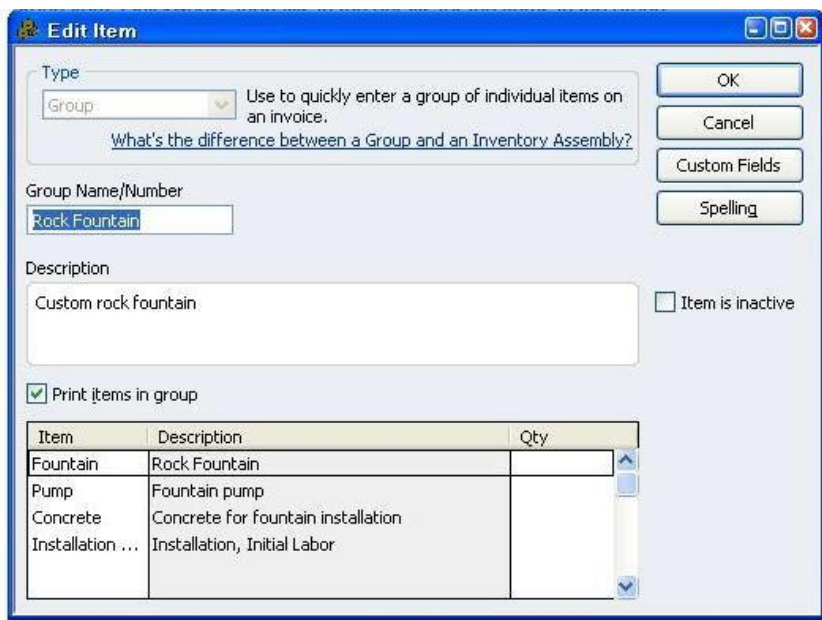 Edit Item
Type
Group
Use to quickly enter a group of individual items on
an invoice.
What's the difference between a Group and an Inventory Assembly?
OK
Cancel
Custom Fields
Spelling
Group Name/Number
Rock Fountain
Description
Custom rock fountain
Item is inactive
Print items in group
Item Description Qty
Fountain Rock Fountain
Pump Fountain pump
Concrete Concrete for fountain installation
Installation ... Installation, Initial Labor